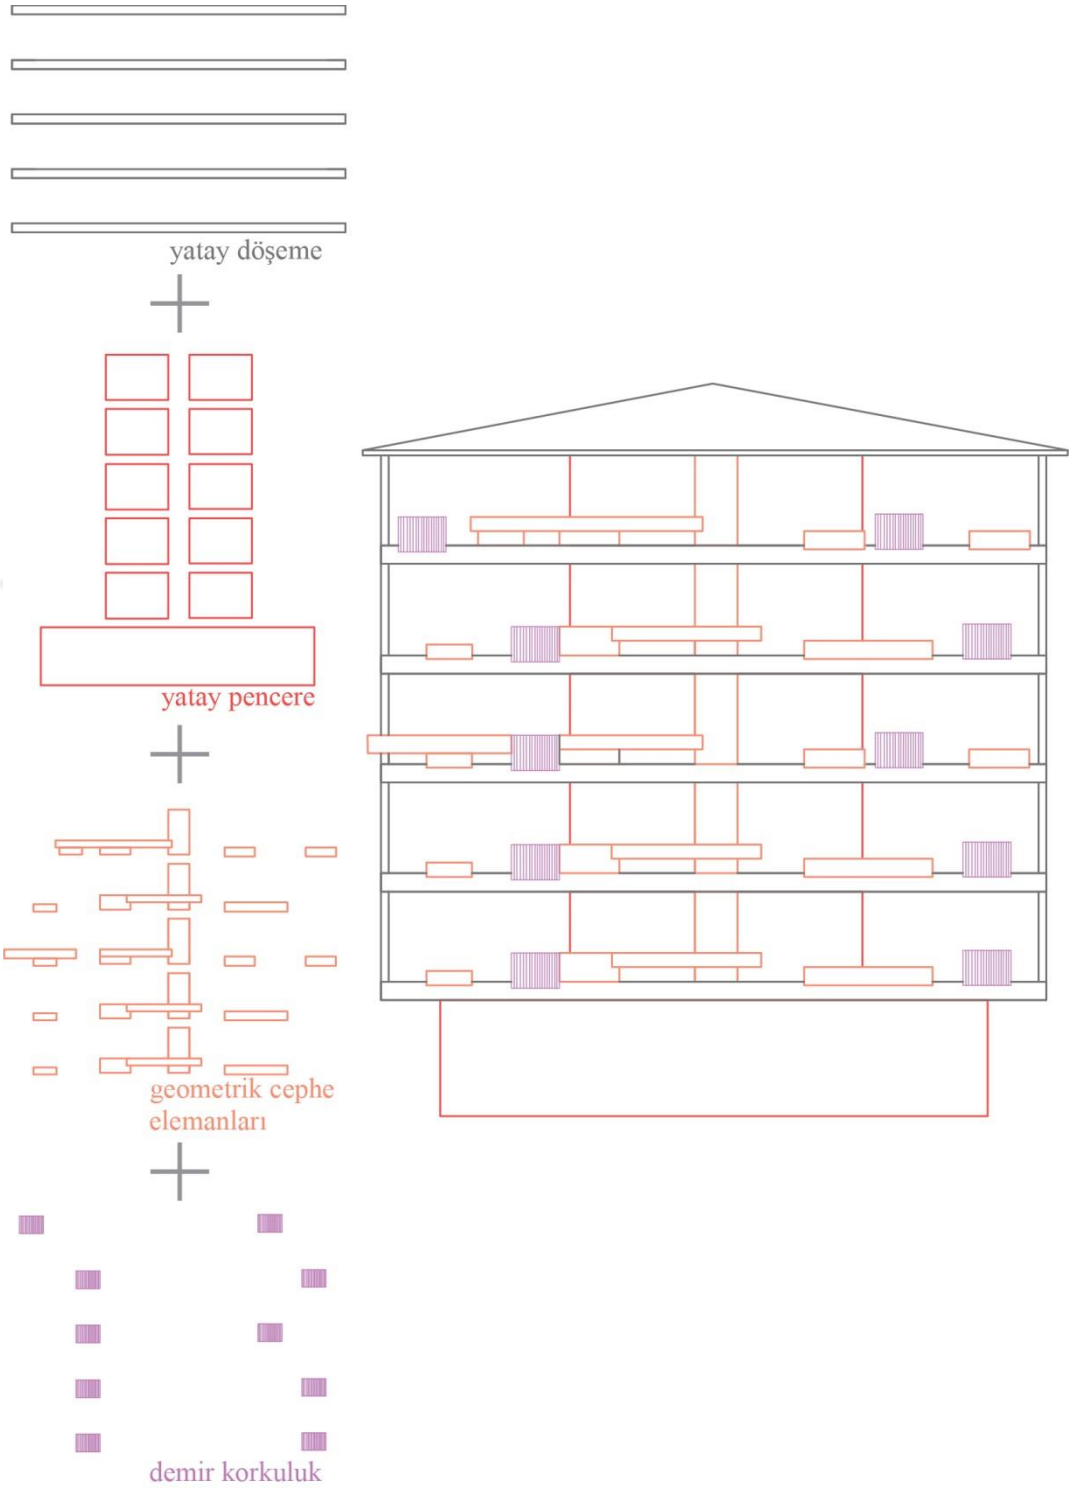 yatay döşeme
yatay pencere
geometrik cephe
elemanları
demir korkuluk